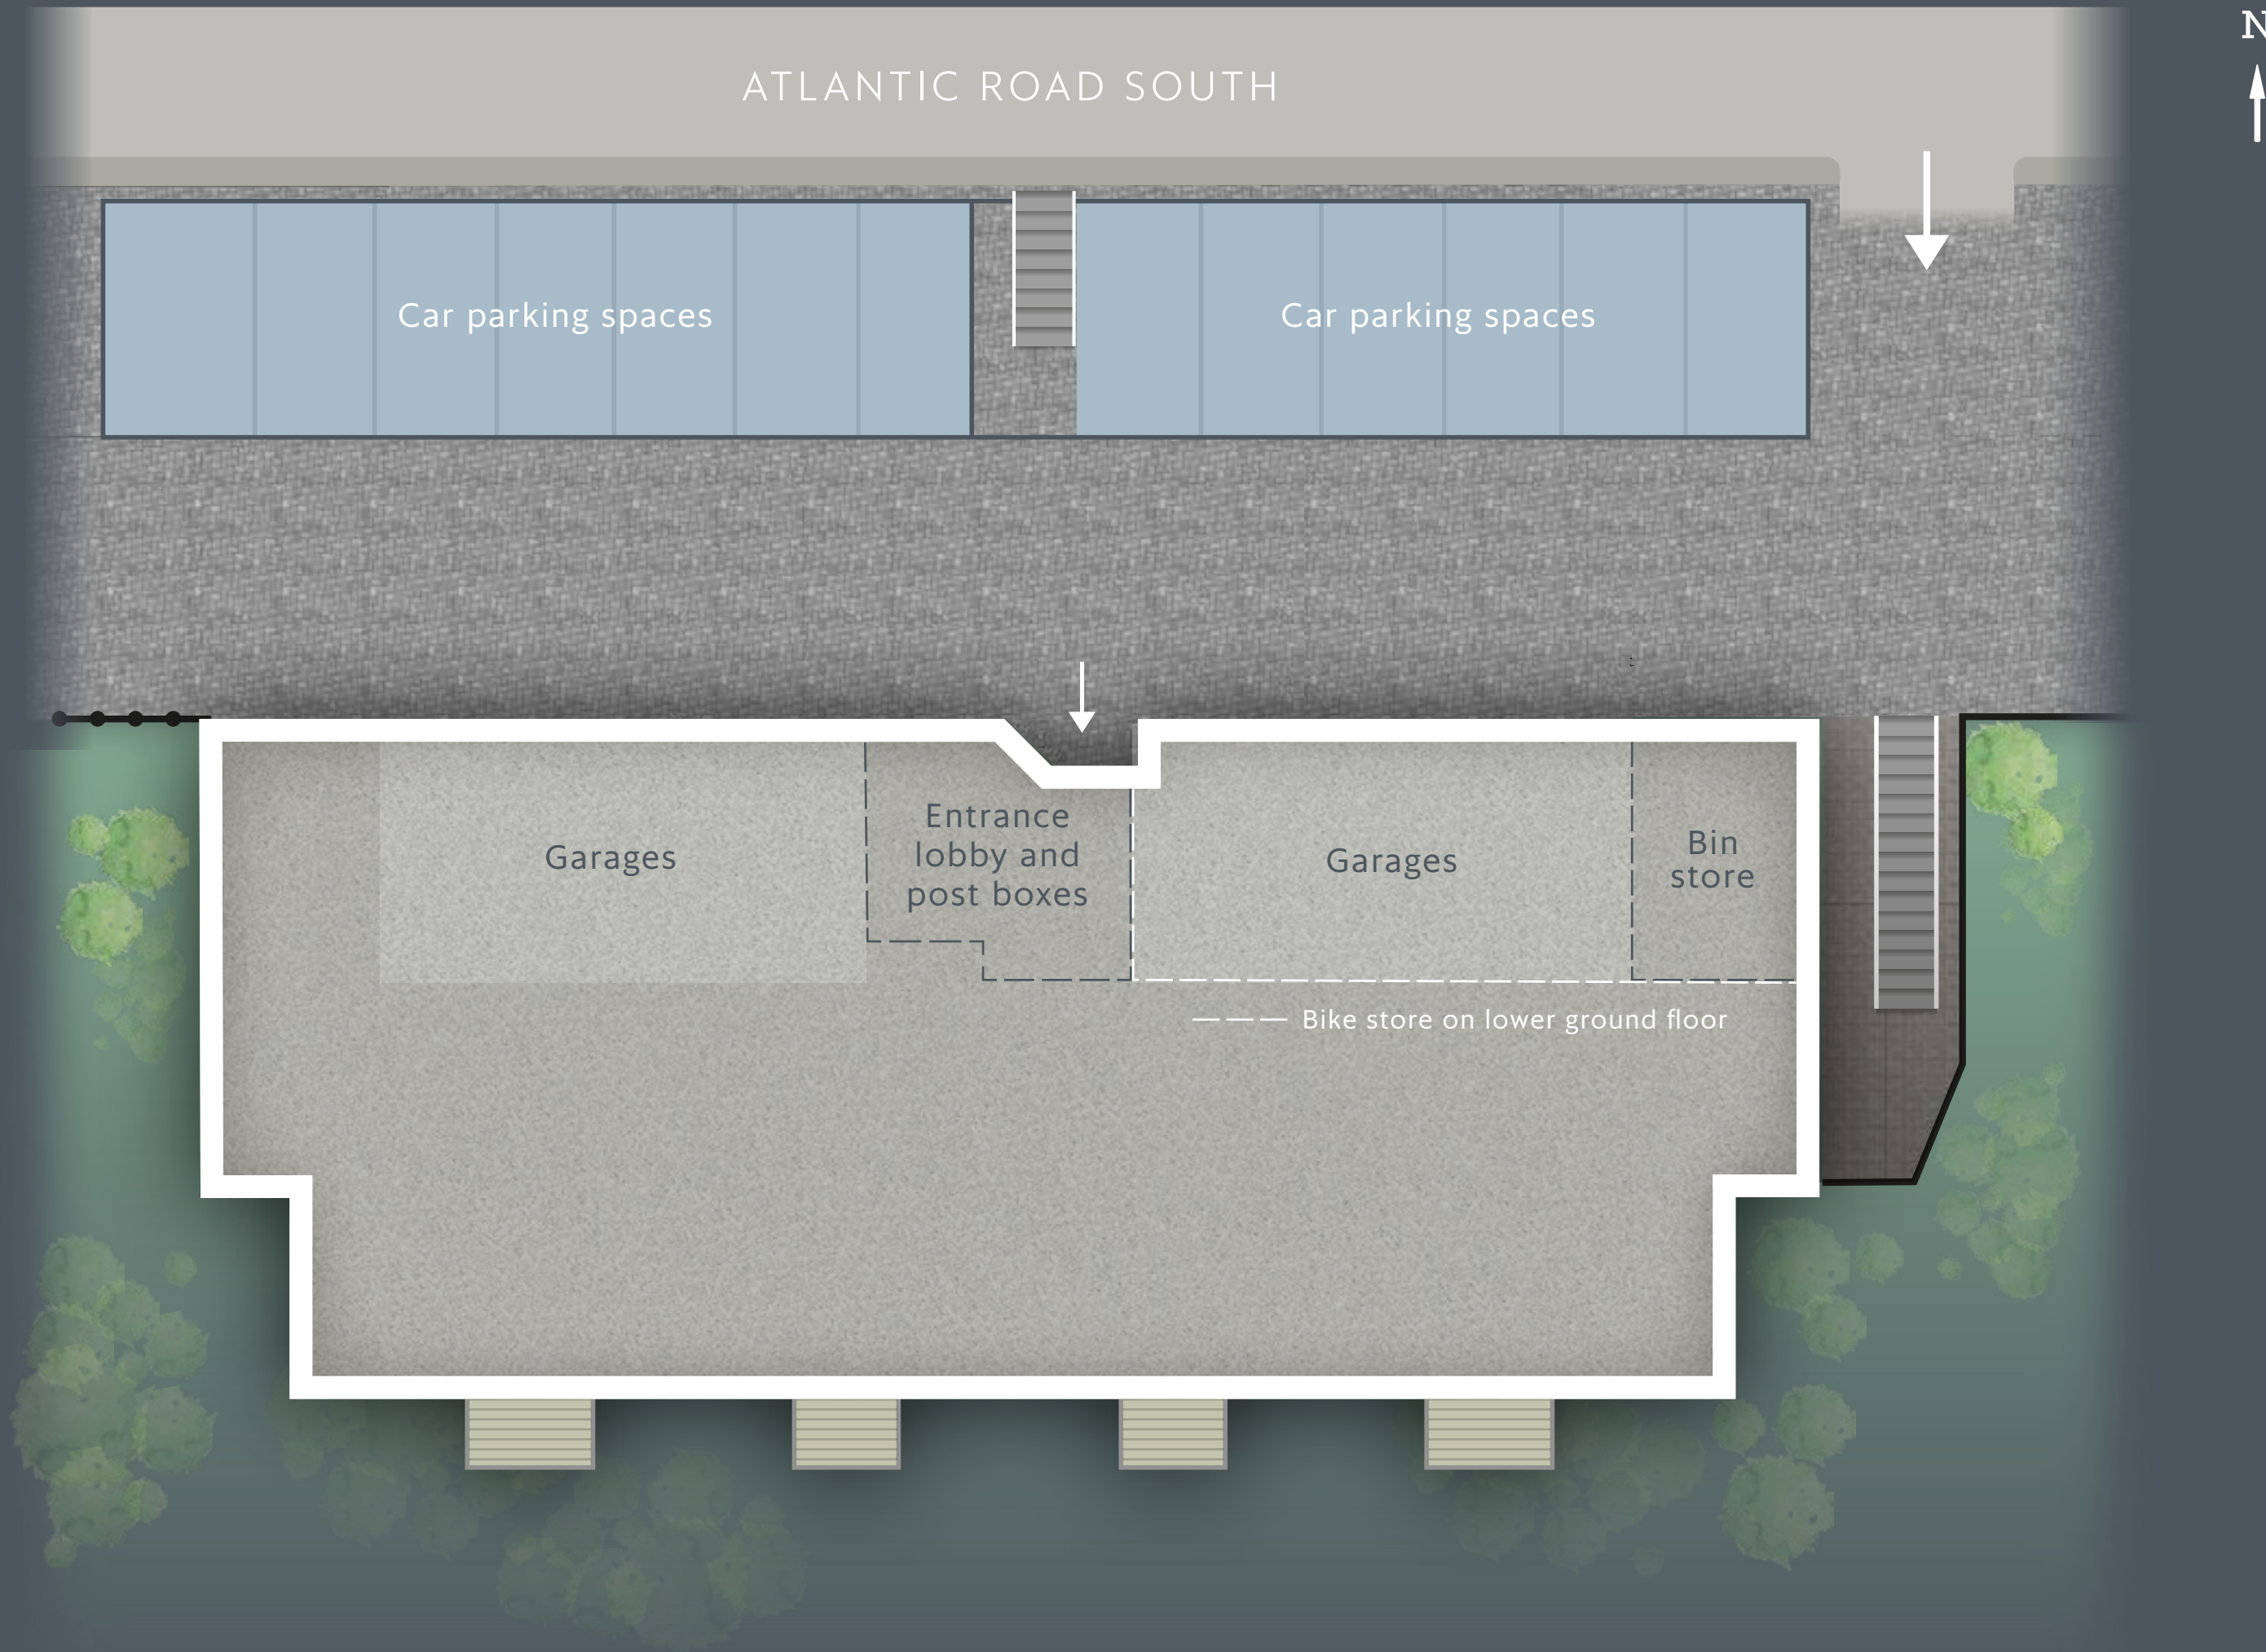 N
ATLANTIC ROAD SOUTH
Car parking spaces
Car parking spaces
Entrance
lobby and
post boxes
Garages
Garages
Bin
store
Bike store on lower ground floor